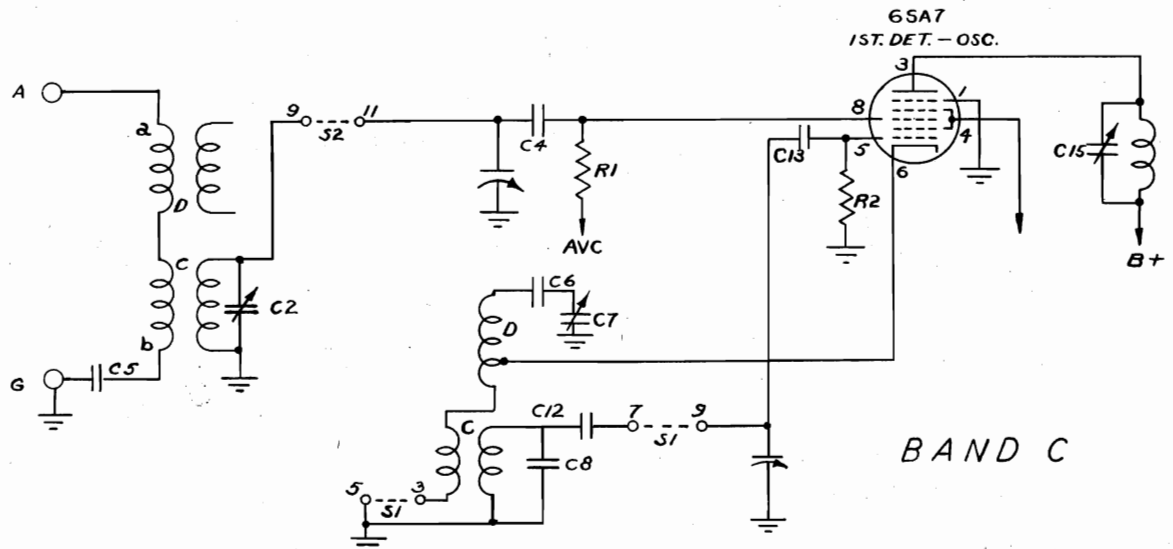 6SA7
1ST. DET. – OSC.
3
A
9
11
S2
8
1
a
C4
5
4
C13
6
C15
R1
R2
D
AVC
B+
C
C2
C6
D
C7
b
G
C5
C12
7
9
S1
C
C8
BAND C
5
3
S1